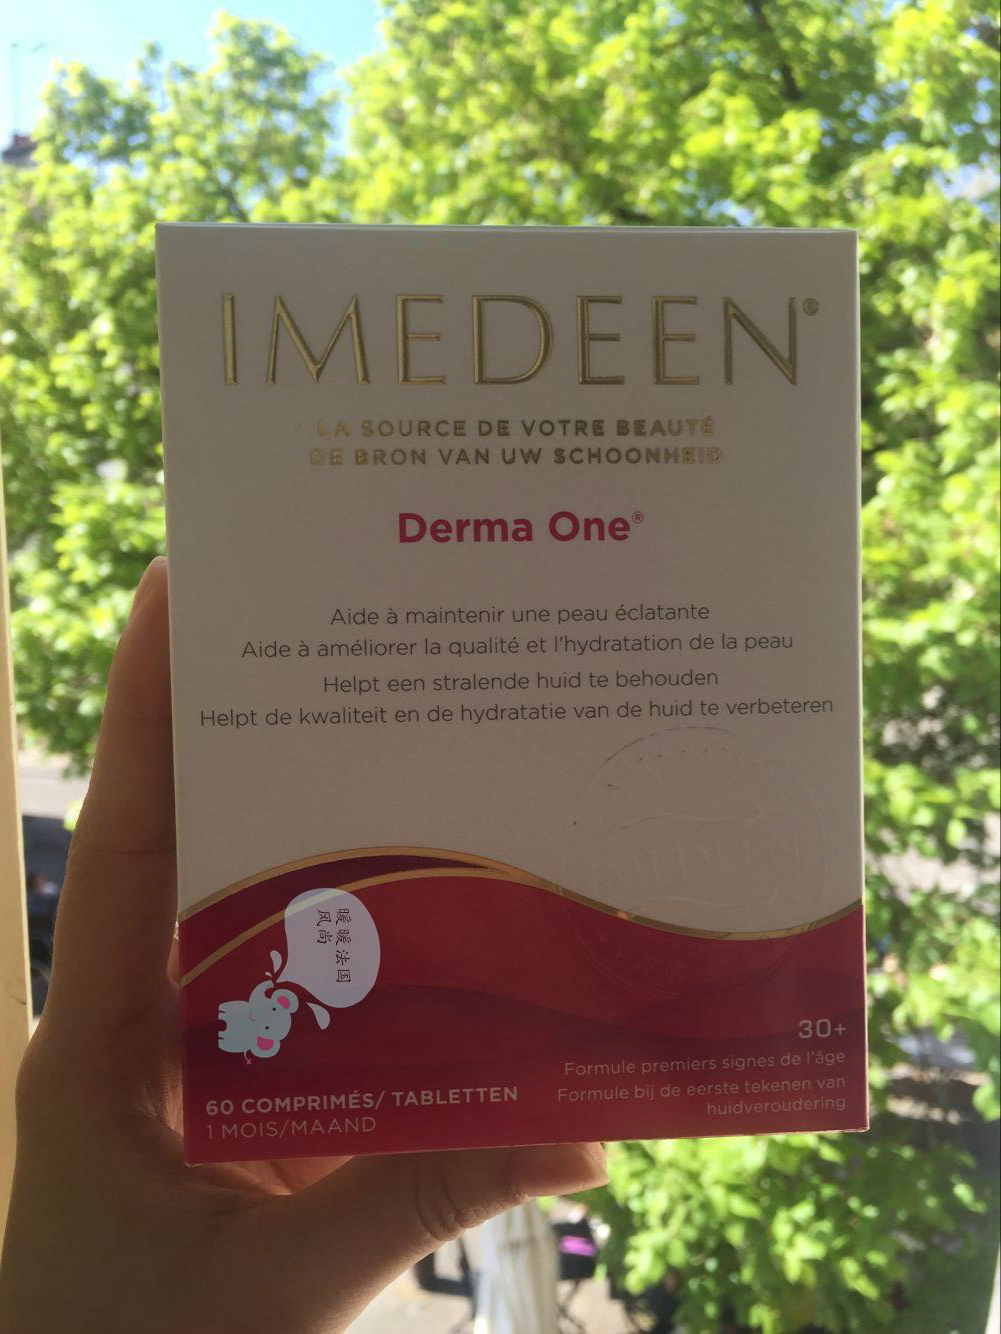 IMEDEEN®
LA SOURCE DE VOTRE BEAUTÉ
DE BRON VAN UW SCHOONHEID
Derma One®
Aide à maintenir une peau éclatante
Aide à améliorer la qualité et l'hydratation de la peau
Helpt een stralende huid te behouden
Helpt de kwaliteit en de hydratatie van de huid te verbeteren
IMEDEEN
暖暖法国
风尚
30+
Formule premiers signes de l'âge
Formule bij de eerste tekenen van
huidveroudering
60 COMPRIMÉS/ TABLETTEN
1 MOIS/MAAND